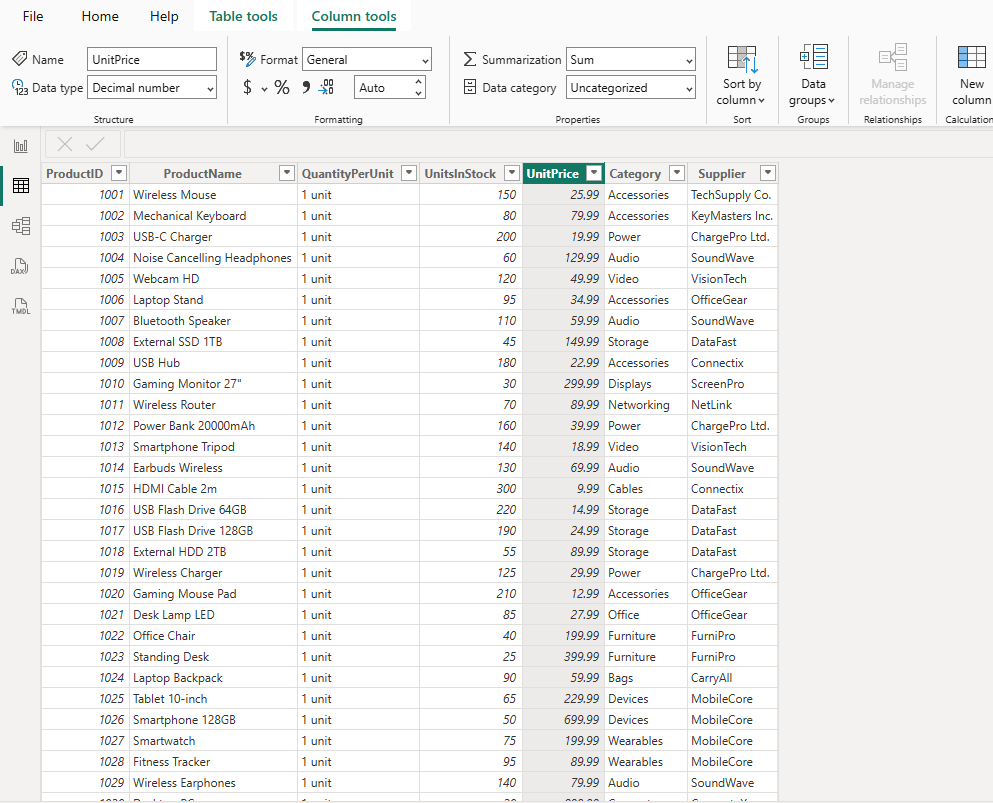 File Home Help Table tools Column tools
Name UnitPrice $% Format General Summarization Sum Sort by column Data groups Manage relationships New column
123 Data type Decimal number $ % , .00 Auto Data category Uncategorized
Structure Formatting Properties Sort Groups Relationships Calculation
ProductID ProductName QuantityPerUnit UnitsInStock UnitPrice Category Supplier
1001 Wireless Mouse 1 unit 150 25.99 Accessories TechSupply Co.
1002 Mechanical Keyboard 1 unit 80 79.99 Accessories KeyMasters Inc.
1003 USB-C Charger 1 unit 200 19.99 Power ChargePro Ltd.
1004 Noise Cancelling Headphones 1 unit 60 129.99 Audio SoundWave
DAX
1005 Webcam HD 1 unit 120 49.99 Video VisionTech
1006 Laptop Stand 1 unit 95 34.99 Accessories OfficeGear
TMDL
1007 Bluetooth Speaker 1 unit 110 59.99 Audio SoundWave
1008 External SSD 1TB 1 unit 45 149.99 Storage DataFast
1009 USB Hub 1 unit 180 22.99 Accessories Connectix
1010 Gaming Monitor 27" 1 unit 30 299.99 Displays ScreenPro
1011 Wireless Router 1 unit 70 89.99 Networking NetLink
1012 Power Bank 20000mAh 1 unit 160 39.99 Power ChargePro Ltd.
1013 Smartphone Tripod 1 unit 140 18.99 Video VisionTech
1014 Earbuds Wireless 1 unit 130 69.99 Audio SoundWave
1015 HDMI Cable 2m 1 unit 300 9.99 Cables Connectix
1016 USB Flash Drive 64GB 1 unit 220 14.99 Storage DataFast
1017 USB Flash Drive 128GB 1 unit 190 24.99 Storage DataFast
1018 External HDD 2TB 1 unit 55 89.99 Storage DataFast
1019 Wireless Charger 1 unit 125 29.99 Power ChargePro Ltd.
1020 Gaming Mouse Pad 1 unit 210 12.99 Accessories OfficeGear
1021 Desk Lamp LED 1 unit 85 27.99 Office OfficeGear
1022 Office Chair 1 unit 40 199.99 Furniture FurniPro
1023 Standing Desk 1 unit 25 399.99 Furniture FurniPro
1024 Laptop Backpack 1 unit 90 59.99 Bags CarryAll
1025 Tablet 10-inch 1 unit 65 229.99 Devices MobileCore
1026 Smartphone 128GB 1 unit 50 699.99 Devices MobileCore
1027 Smartwatch 1 unit 75 199.99 Wearables MobileCore
1028 Fitness Tracker 1 unit 95 89.99 Wearables MobileCore
1029 Wireless Earphones 1 unit 140 79.99 Audio SoundWave